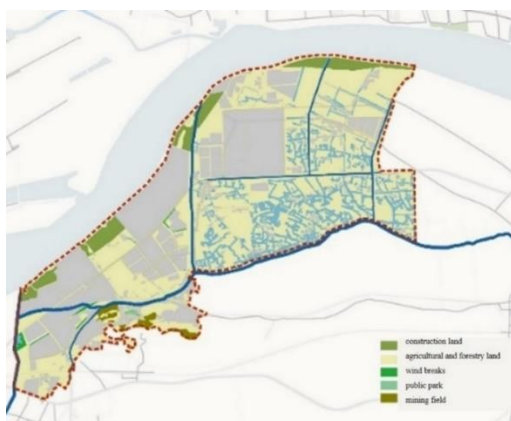 construction land
agricultural and forestry land
wind breaks
public park
mining field